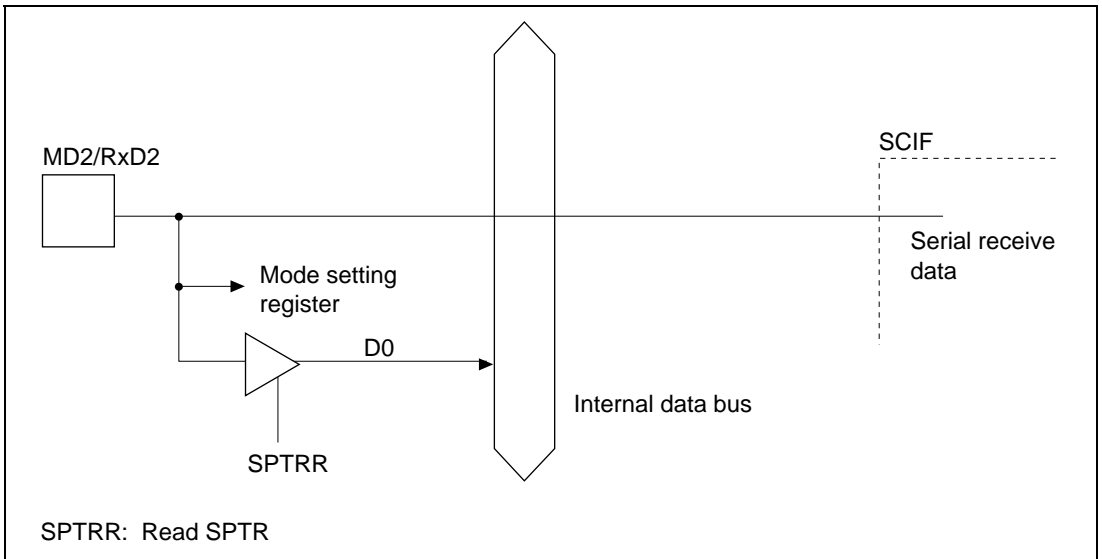 SCIF
MD2/RxD2
Serial receive
data
Mode setting
register
D0
Internal data bus
SPTRR
SPTRR: Read SPTR